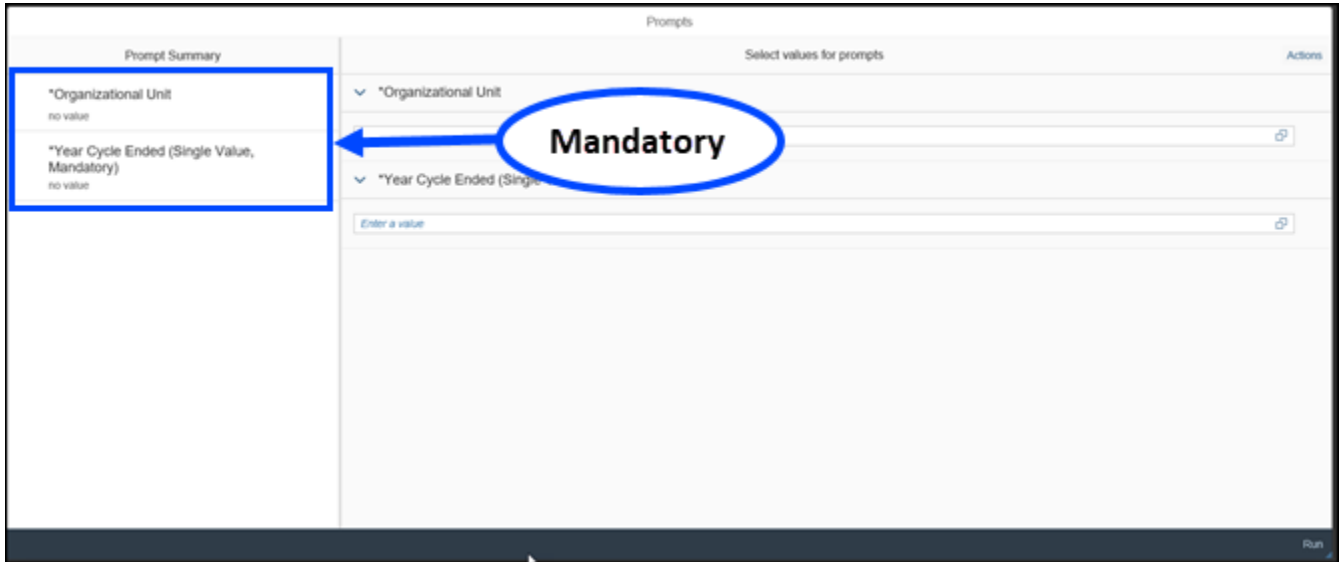 Prompts
Prompt Summary
Select values for prompts
Actions
*Organizational Unit
no value
*Year Cycle Ended (Single Value,
Mandatory)
no value
*Organizational Unit
Mandatory
*Year Cycle Ended (Single
Enter a value
Run